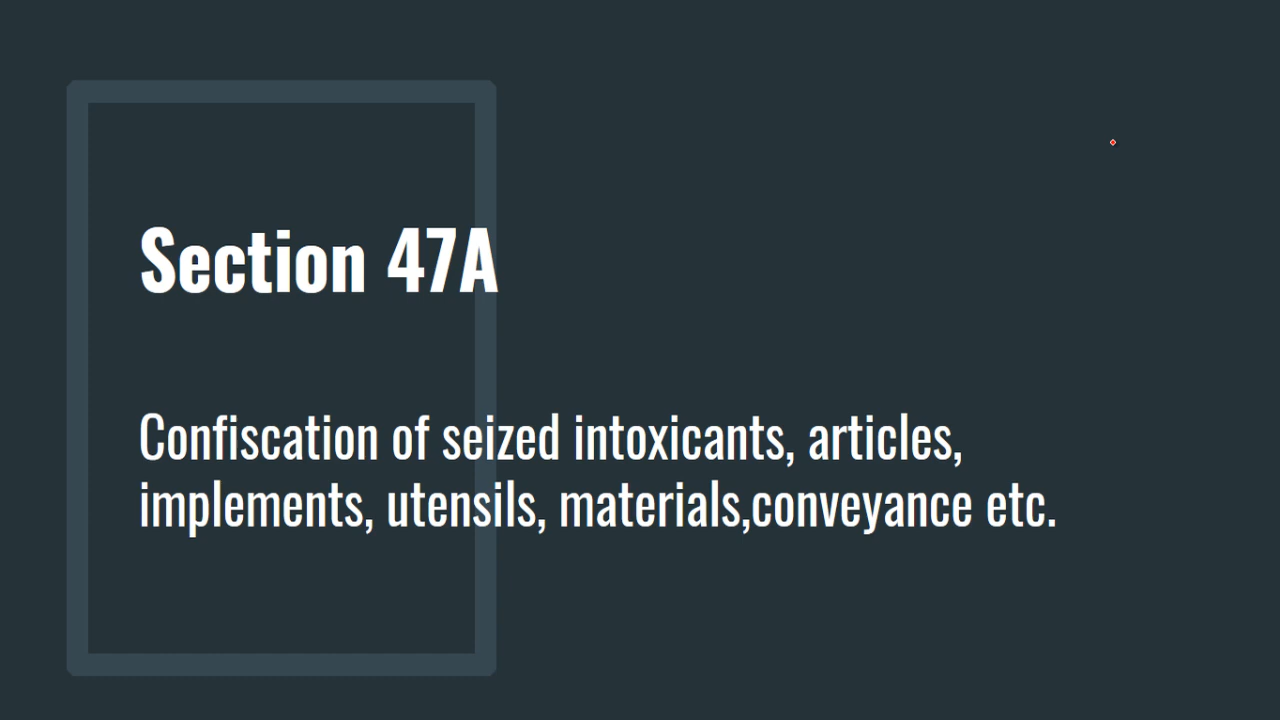 Section 47A
Confiscation of seized intoxicants, articles,
implements, utensils, materials,conveyance etc.